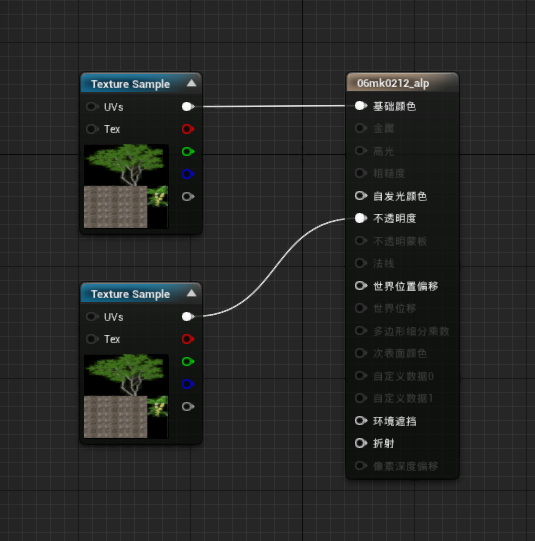 Texture Sample
UVs
Tex
Texture Sample
UVs
Tex
06mk0212_alp
基础颜色
金属
高光
粗糙度
自发光颜色
不透明度
不透明蒙板
法线
世界位置偏移
世界位移
多边形细分乘数
次表面颜色
自定义数据0
自定义数据1
环境遮挡
折射
像素深度偏移